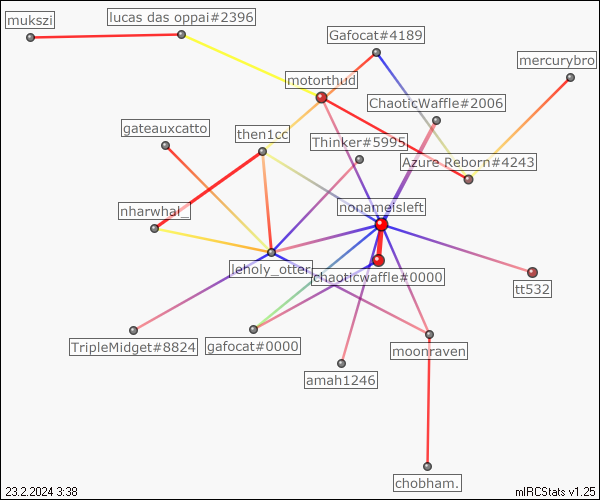 mukszi
lucas das oppai#2396
Gafocat#4189
mercurybro
motorthud
ChaoticWaffle#2006
gateauxcatto
then1cc
Thinker#5995
Azure Reborn#4243
nharwhal_
nonameisleft
leholy_otter
chaoticwaffle#0000
tt532
TripleMidget#8824
gafocat#0000
moonraven
amah1246
chobham.
23.2.2024 3:38
mIRCStats v1.25